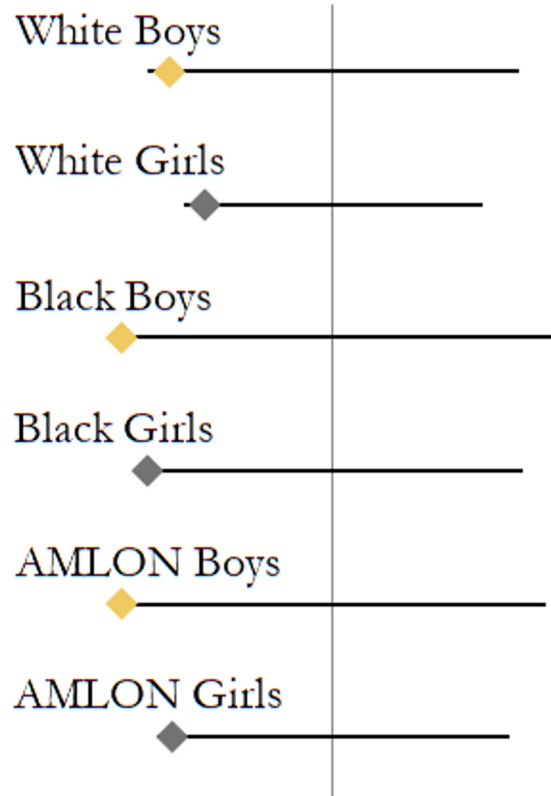 White Boys
White Girls
Black Boys
Black Girls
AMLON Boys
AMLON Girls